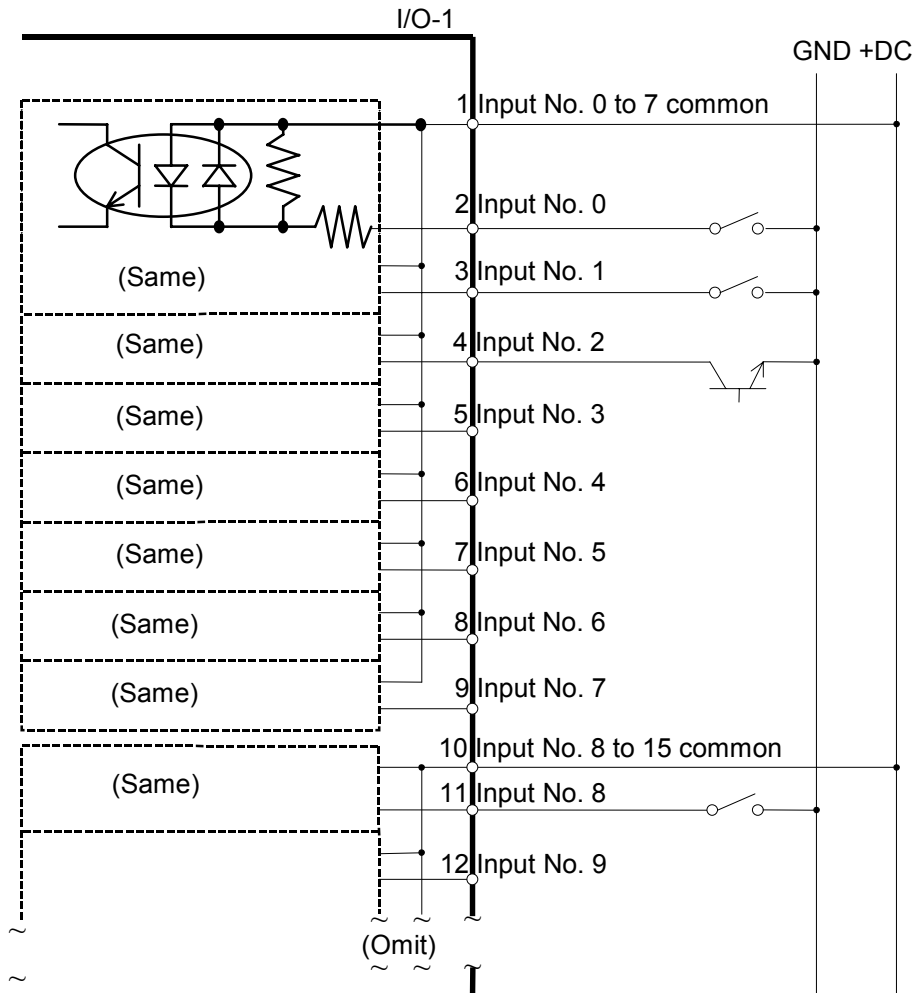 I/O-1
GND +DC
1 Input No. 0 to 7 common
2 Input No. 0
(Same)
3 Input No. 1
(Same)
4 Input No. 2
(Same)
5 Input No. 3
(Same)
6 Input No. 4
(Same)
7 Input No. 5
(Same)
8 Input No. 6
(Same)
9 Input No. 7
10 Input No. 8 to 15 common
(Same)
11 Input No. 8
12 Input No. 9
(Omit)